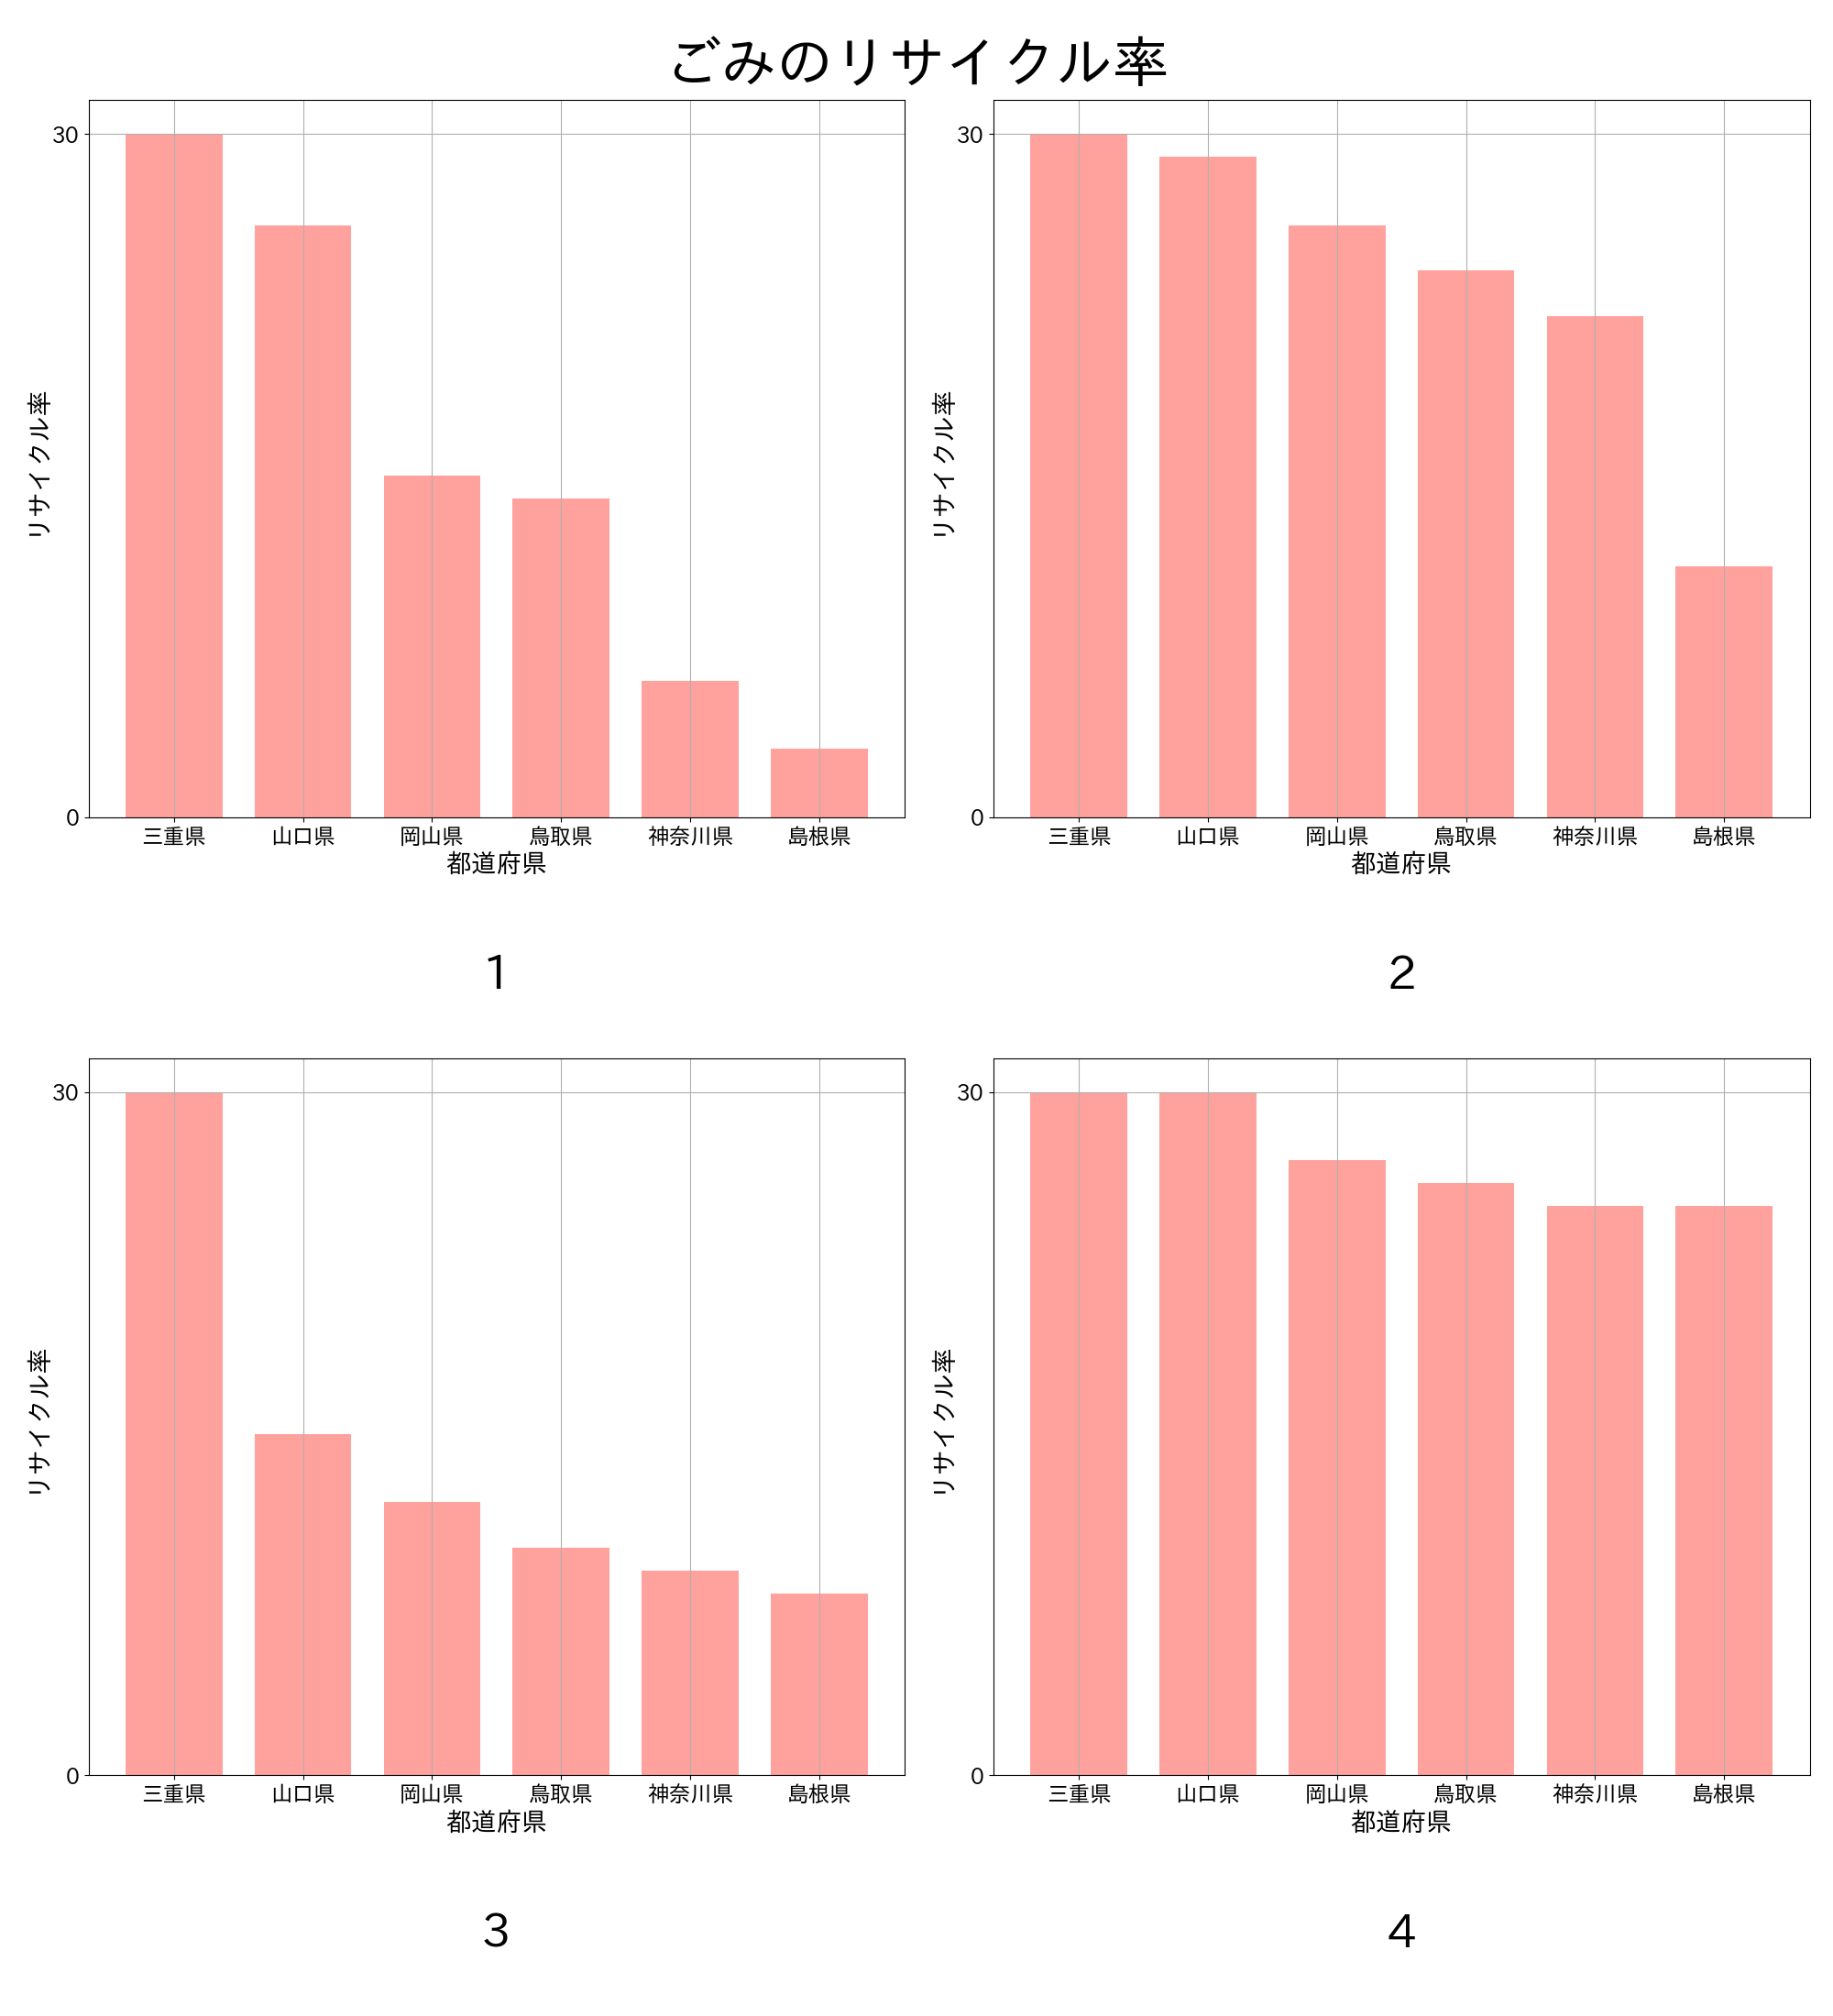 ごみのリサイクル率
30
0
リサイクル率
三重県 山口県 岡山県 鳥取県 神奈川県 島根県
都道府県
1
30
0
リサイクル率
三重県 山口県 岡山県 鳥取県 神奈川県 島根県
都道府県
2
30
0
リサイクル率
三重県 山口県 岡山県 鳥取県 神奈川県 島根県
都道府県
3
30
0
リサイクル率
三重県 山口県 岡山県 鳥取県 神奈川県 島根県
都道府県
4